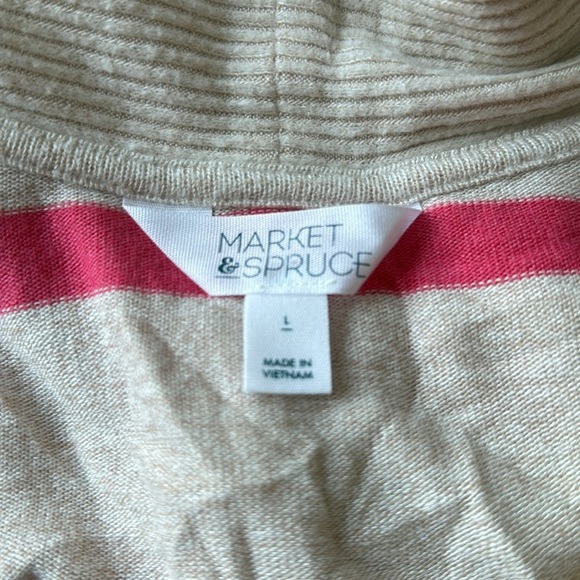 MARKET
& SPRUCE
L
MADE IN
VIETNAM